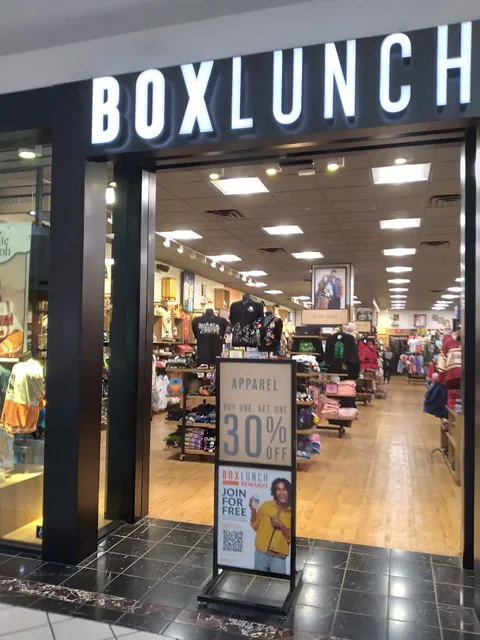 BOXLUNCH
APPAREL
BUY ONE, GET ONE
30%
OFF
BOXLUNCH
REWARDS
JOIN
FOR
FREE